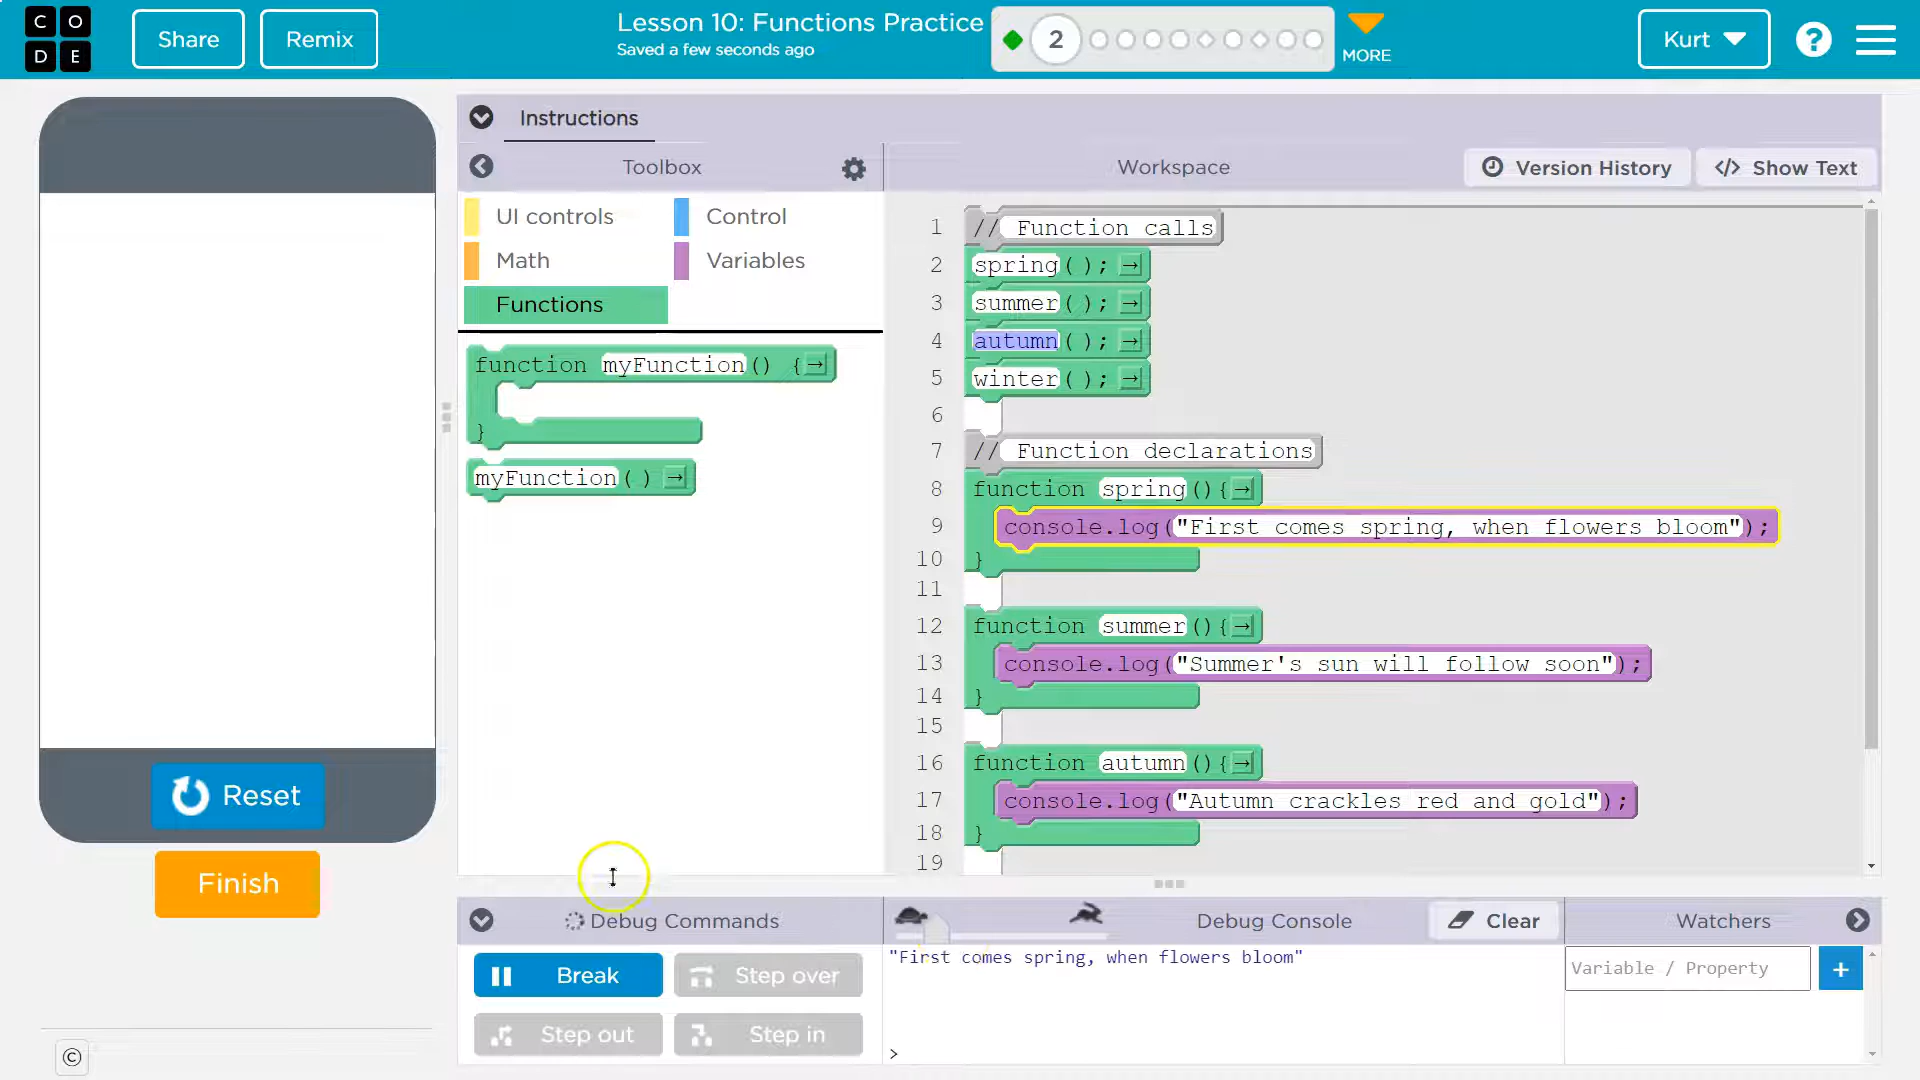 C O
D E
Share
Remix
Lesson 10: Functions Practice
Saved a few seconds ago
2
MORE
Kurt
?
Instructions
Toolbox
Workspace
Version History
</> Show Text
UI controls
Control
Math
Variables
Functions
function myFunction() {
}
myFunction()
1 // Function calls
2 spring();
3 summer();
4 autumn();
5 winter();
6
7 // Function declarations
8 function spring(){
9 console.log("First comes spring, when flowers bloom");
10 }
11
12 function summer(){
13 console.log("Summer's sun will follow soon");
14 }
15
16 function autumn(){
17 console.log("Autumn crackles red and gold");
18 }
19
Reset
Finish
Debug Commands
Debug Console
Clear
Watchers
Break
Step over
Step out
Step in
"First comes spring, when flowers bloom"
>
Variable / Property
+
©